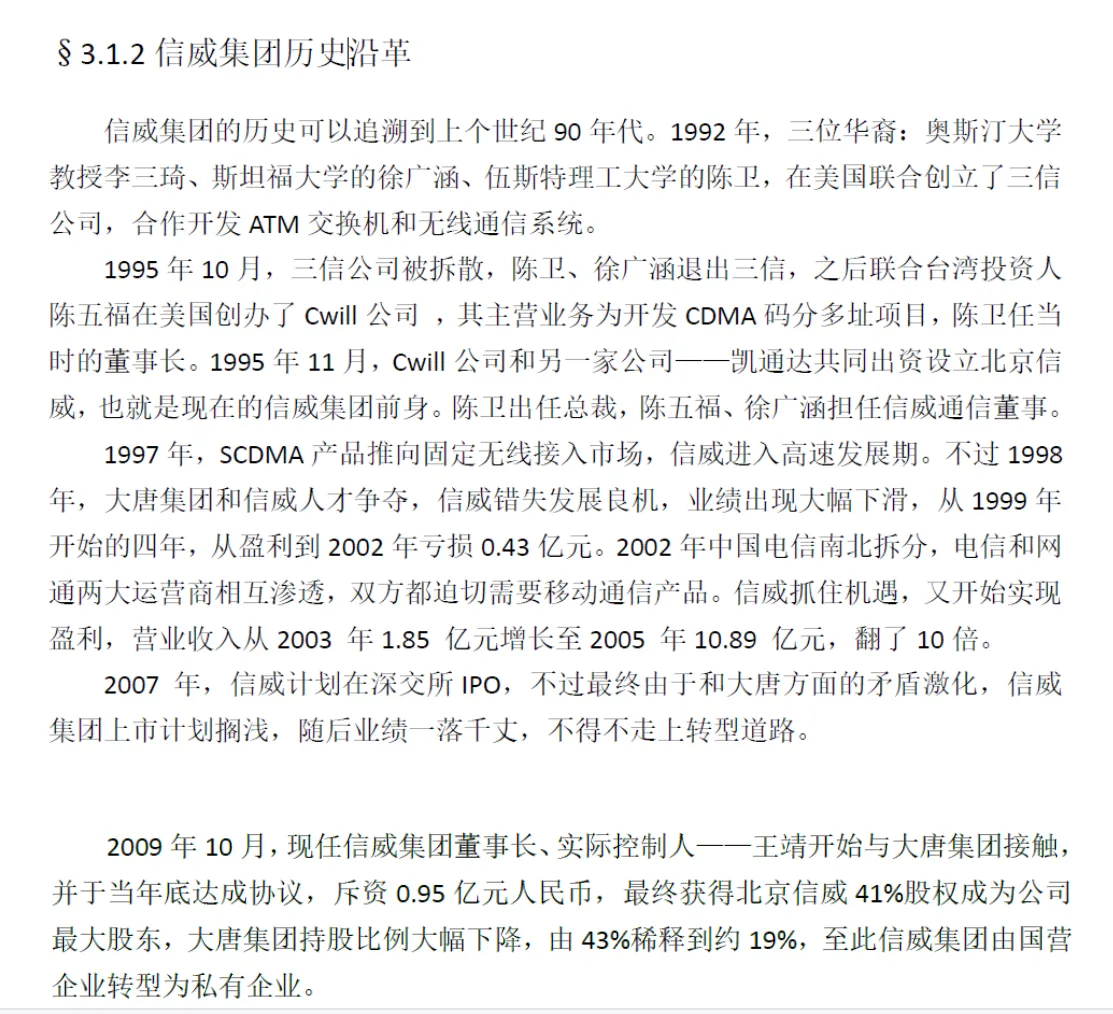 §3.1.2 信威集团历史沿革
信威集团的历史可以追溯到上个世纪 90 年代。1992 年，三位华裔：奥斯汀大学
教授李三琦、斯坦福大学的徐广涵、伍斯特理工大学的陈卫，在美国联合创立了三信
公司，合作开发 ATM 交换机和无线通信系统。
1995 年 10 月，三信公司被拆散，陈卫、徐广涵退出三信，之后联合台湾投资人
陈五福在美国创办了 Cwill 公司 ，其主营业务为开发 CDMA 码分多址项目，陈卫任当
时的董事长。1995 年 11 月，Cwill 公司和另一家公司——凯通达共同出资设立北京信
威，也就是现在的信威集团前身。陈卫出任总裁，陈五福、徐广涵担任信威通信董事。
1997 年，SCDMA 产品推向固定无线接入市场，信威进入高速发展期。不过 1998
年，大唐集团和信威人才争夺，信威错失发展良机，业绩出现大幅下滑，从 1999 年
开始的四年，从盈利到 2002 年亏损 0.43 亿元。2002 年中国电信南北拆分，电信和网
通两大运营商相互渗透，双方都迫切需要移动通信产品。信威抓住机遇，又开始实现
盈利，营业收入从 2003 年 1.85 亿元增长至 2005 年 10.89 亿元，翻了 10 倍。
2007 年，信威计划在深交所 IPO，不过最终由于和大唐方面的矛盾激化，信威
集团上市计划搁浅，随后业绩一落千丈，不得不走上转型道路。
2009 年 10 月，现任信威集团董事长、实际控制人——王靖开始与大唐集团接触，
并于当年底达成协议，斥资 0.95 亿元人民币，最终获得北京信威 41%股权成为公司
最大股东，大唐集团持股比例大幅下降，由 43%稀释到约 19%，至此信威集团由国营
企业转型为私有企业。